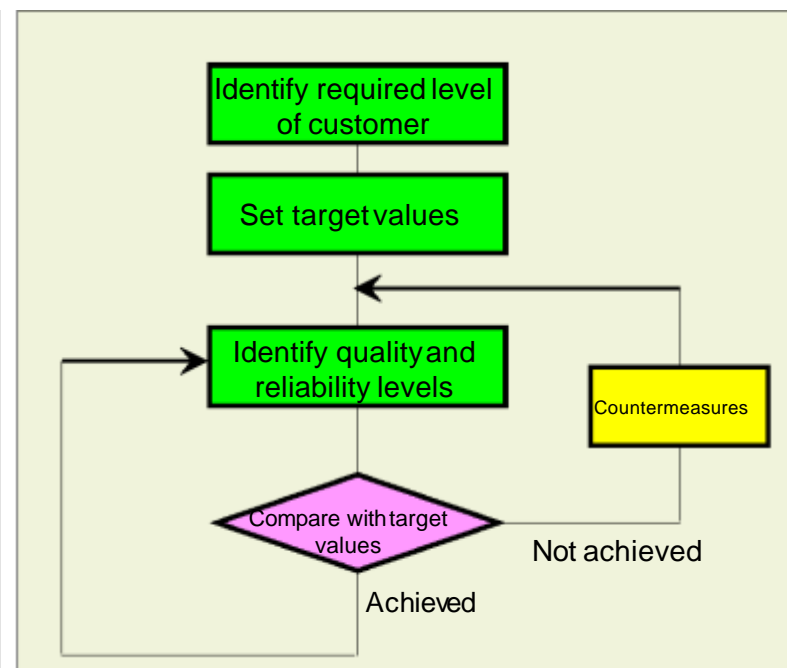 Identify required level
of customer
Set target values
Identify quality and
reliability levels
Countermeasures
Compare with target
values
Not achieved
Achieved